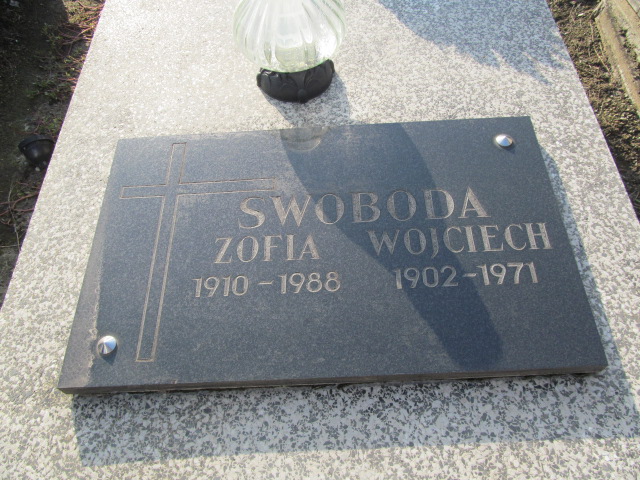 SWOBODA
ZOFIA WOJCIECH
1910 - 1988 1902 - 1971